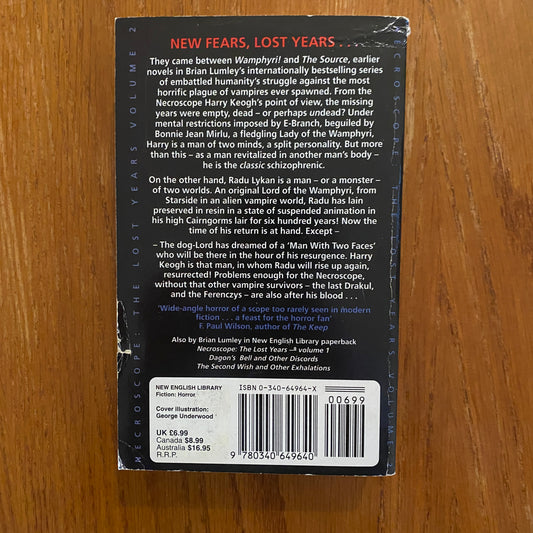 NEW FEARS, LOST YEARS . . .
They came between Wamphyri! and The Source, earlier
novels in Brian Lumley's internationally bestselling series
of embattled humanity's struggle against the most
horrific plague of vampires ever spawned. From the
Necroscope Harry Keogh's point of view, the missing
years were empty, dead – or perhaps undead? Under
mental restrictions imposed by E-Branch, beguiled by
Bonnie Jean Mirlu, a fledgling Lady of the Wamphyri,
Harry is a man of two minds, a split personality. But more
than this – as a man revitalized in another man's body –
he is the classic schizophrenic.
On the other hand, Radu Lykan is a man – or a monster –
of two worlds. An original Lord of the Wamphyri, from
Starside in an alien vampire world, Radu has lain
preserved in resin in a state of suspended animation in
his high Cairngorms lair for six hundred years! Now the
time of his return is at hand. Except –
– The dog-Lord has dreamed of a 'Man With Two Faces'
who will be there in the hour of his resurgence. Harry
Keogh is that man, in whom Radu will rise up again,
resurrected! Problems enough for the Necroscope,
without that other vampire survivors – the last Drakul,
and the Ferenczys – are also after his blood . . .
'Wide-angle horror of a scope too rarely seen in modern
fiction . . . a feast for the horror fan'
F. Paul Wilson, author of The Keep
Also by Brian Lumley in New English Library paperback
Necroscope: The Lost Years – volume 1
Dagon's Bell and Other Discords
The Second Wish and Other Exhalations
NEW ENGLISH LIBRARY
Fiction: Horror
Cover Illustration:
George Underwood
UK £6.99
Canada $8.99
Australia $16.95
R.R.P.
ISBN 0-340-64964-X
00699
9 780340 649640
NECROSCOPE: THE LOST YEARS VOLUME 2
NECROSCOPE: THE LOST YEARS VOLUME